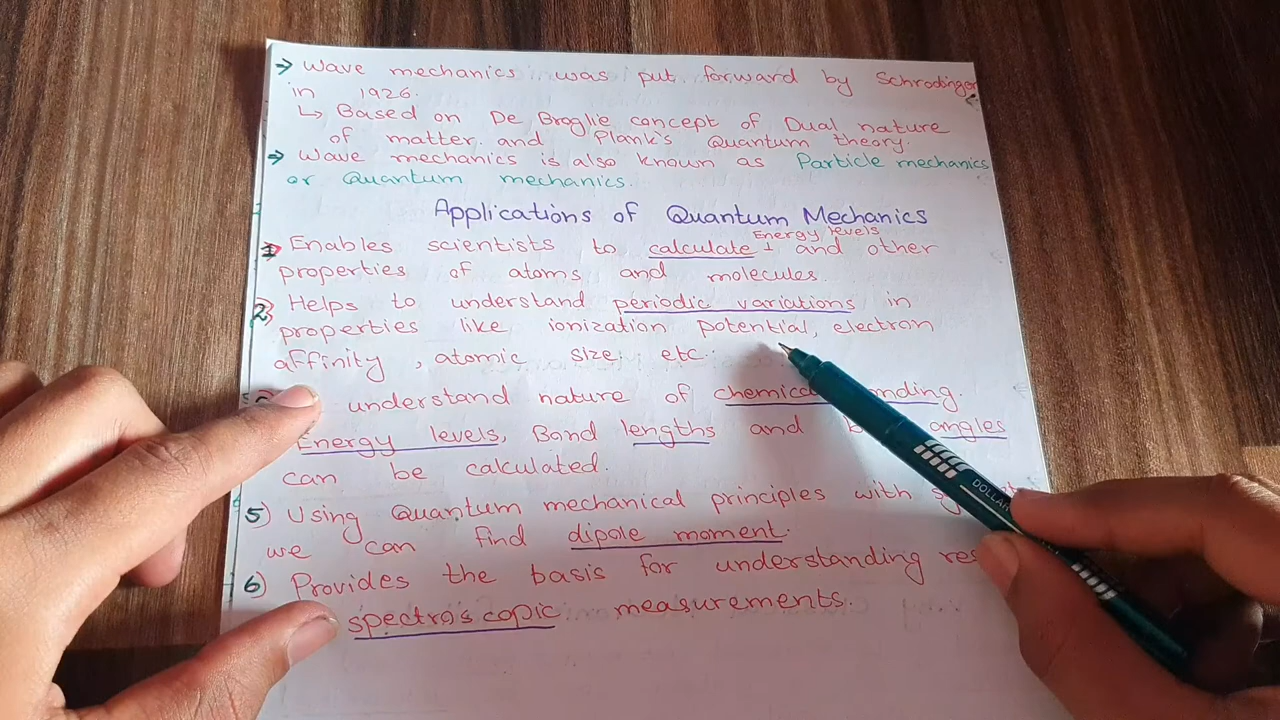 → Wave mechanics was put forward by Schrodinger
in 1926.
↳ Based on De Broglie concept of Dual nature
of matter and Plank's Quantum theory.
→ Wave mechanics is also known as Particle mechanics
or Quantum mechanics.
Applications of Quantum Mechanics
1) Enables scientists to calculate Energy levels and other
properties of atoms and molecules.
2) Helps to understand periodic variations in
properties like ionization potential, electron
affinity, atomic size, etc.
understand nature of
Energy levels, Bond lengths and angles
can be calculated.
5) Using Quantum mechanical principles with
we can find dipole moment.
6) Provides the basis for understanding
spectroscopic measurements.
DOLLAR